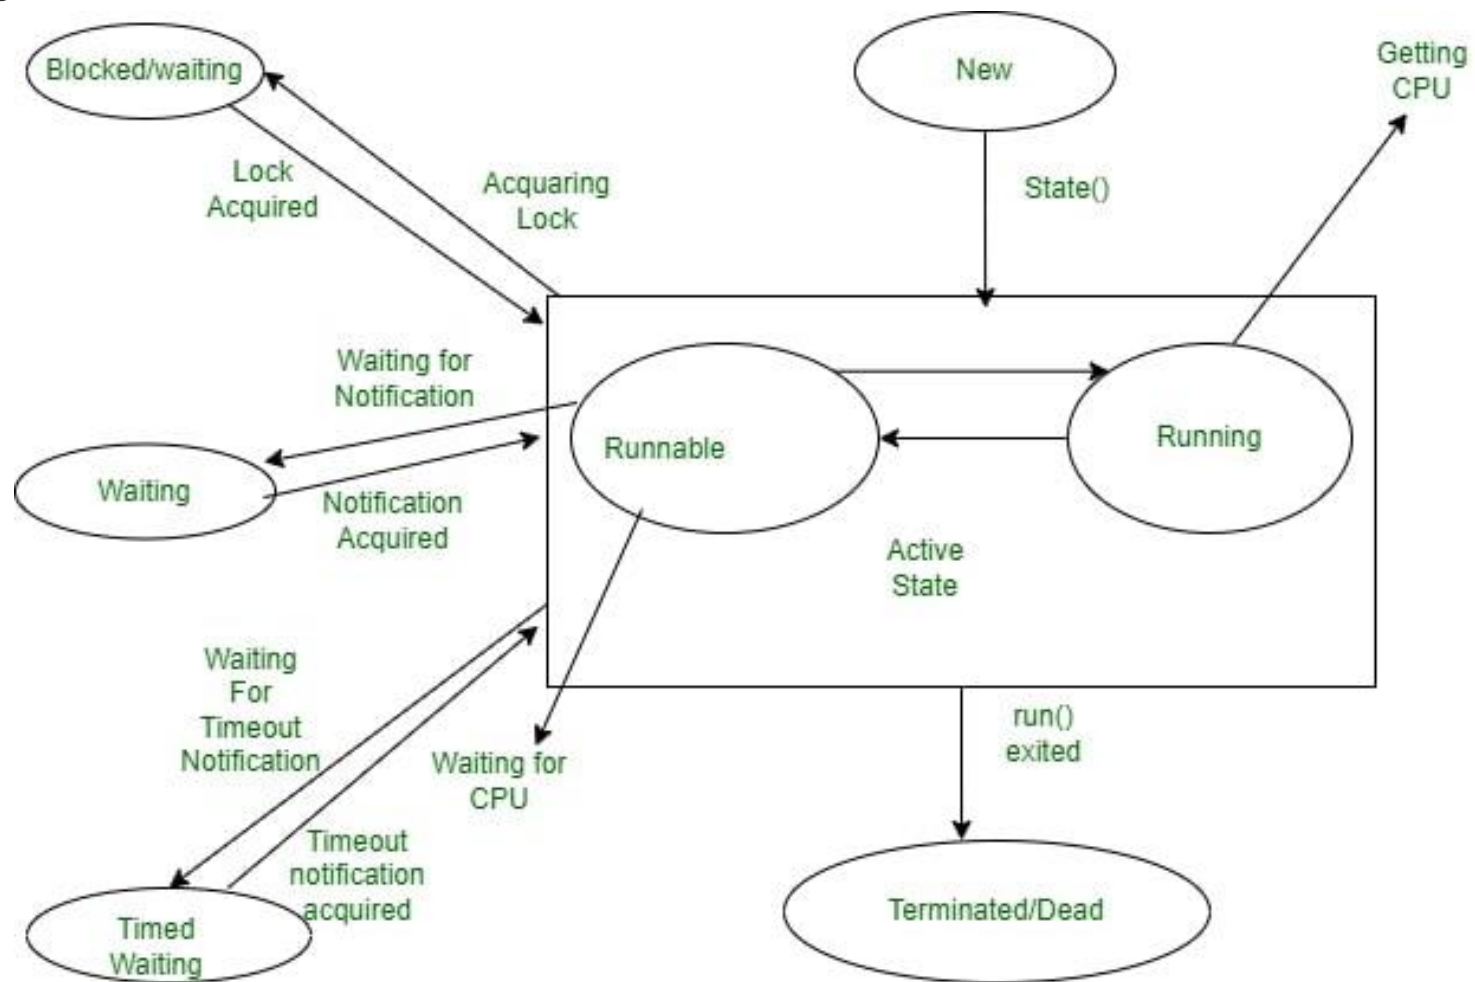 Blocked/waiting
New
Getting
CPU
Lock
Acquired
Acquaring
Lock
State()
Waiting for
Notification
Runnable
Running
Waiting
Notification
Acquired
Active
State
Waiting
For
Timeout
Notification
Waiting for
CPU
run()
exited
Timeout
notification
acquired
Timed
Waiting
Terminated/Dead